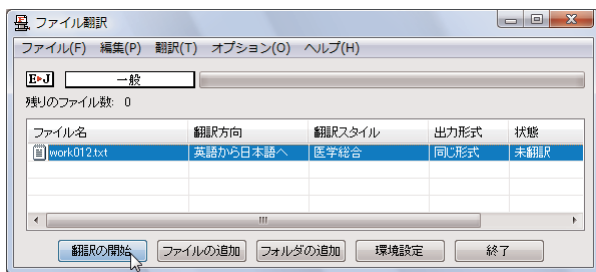 ファイル翻訳
ファイル(F) 編集(P) 翻訳(T) オプション(O) ヘルプ(H)
E▶J 一般
残りのファイル数: 0
ファイル名 翻訳方向 翻訳スタイル 出力形式 状態
work012.txt 英語から日本語へ 医学総合 同じ形式 未翻訳
翻訳の開始 ファイルの追加 フォルダの追加 環境設定 終了